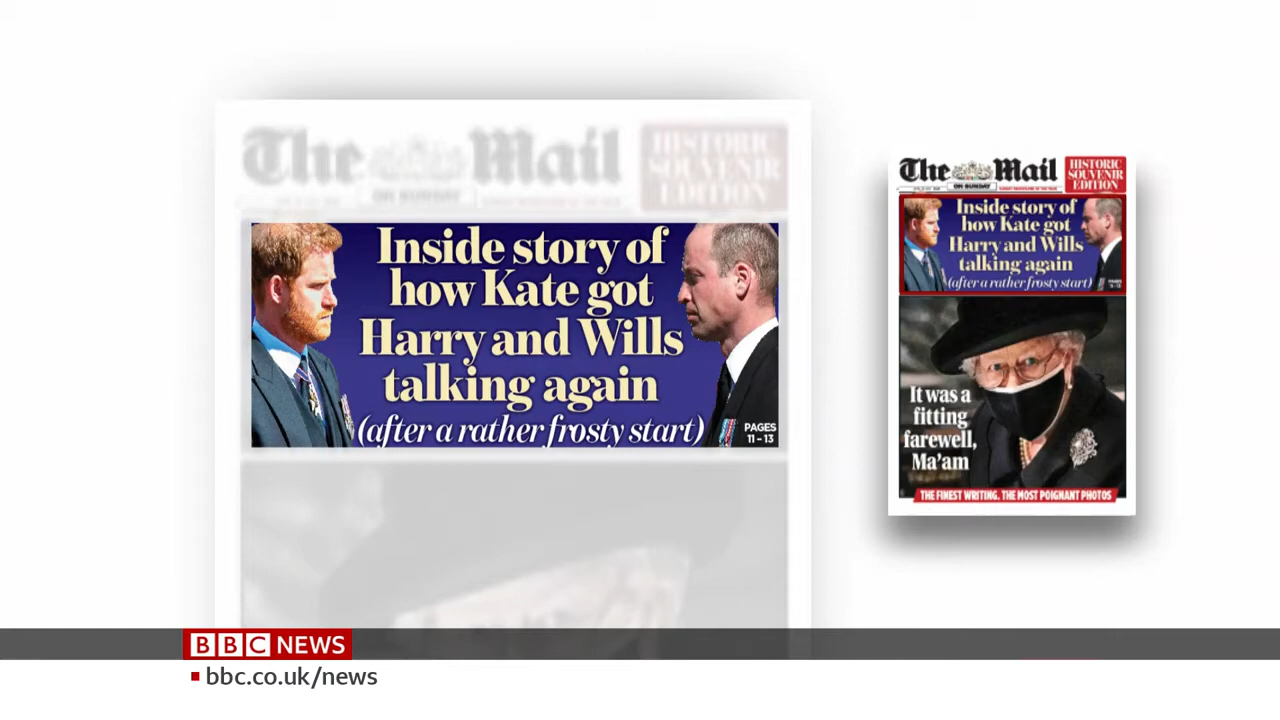 The Mail
ON SUNDAY
HISTORIC
SOUVENIR
EDITION
Inside story of
how Kate got
Harry and Wills
talking again
(after a rather frosty start)
PAGES
11-13
The Mail
ON SUNDAY
HISTORIC
SOUVENIR
EDITION
Inside story of
how Kate got
Harry and Wills
talking again
(after a rather frosty start)
PAGES
11-13
It was a
fitting
farewell,
Ma'am
THE FINEST WRITING, THE MOST POIGNANT PHOTOS
BBC NEWS
bbc.co.uk/news